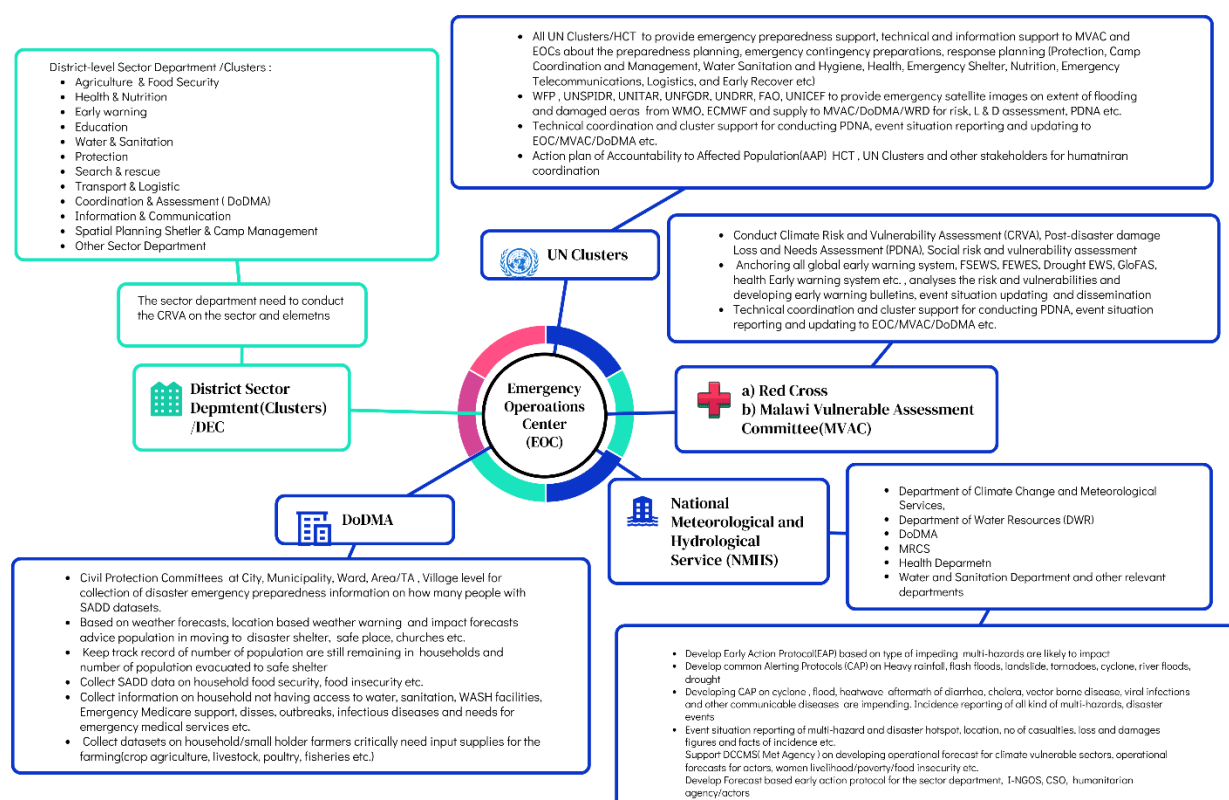 All UN Clusters/HCT to provide emergency preparedness support, technical and information support to MVAC and
EOCs about the preparedness planning, emergency contingency preparations, response planning (Protection, Camp
Coordination and Management, Water Sanitation and Hygiene, Health, Emergency Shelter, Nutrition, Emergency
Telecommunications, Logistics, and Early Recover etc)
WFP , UNSPIDR, UNITAR, UNFGDR, UNDRR, FAO, UNICEF to provide emergency satellite images on extent of flooding
and damaged aeras from WMO, ECMWF and supply to MVAC/DoDMA/WRD for risk, L & D assessment, PDNA etc.
Technical coordination and cluster support for conducting PDNA, event situation reporting and updating to
EOC/MVAC/DoDMA etc.
Action plan of Accountability to Affected Population(AAP) HCT , UN Clusters and other stakeholders for humatniran
coordination
District-level Sector Department /Clusters :
Agriculture & Food Security
Health & Nutrition
Early warning
Education
Water & Sanitation
Protection
Search & rescue
Transport & Logistic
Coordination & Assessment ( DoDMA)
Information & Communication
Spatial Planning Shetler & Camp Management
Other Sector Department
UN Clusters
Conduct Climate Risk and Vulnerability Assessment (CRVA), Post-disaster damage
Loss and Needs Assessment (PDNA), Social risk and vulnerability assessment
Anchoring all global early warning system, FSEWS, FEWES, Drought EWS, GloFAS,
health Early warning system etc. , analyses the risk and vulnerabilities and
developing early warning bulletins, event situation updating and dissemination
Technical coordination and cluster support for conducting PDNA, event situation
reporting and updating to EOC/MVAC/DoDMA etc.
The sector department need to conduct
the CRVA on the sector and elemetns
District Sector
Depmtent(Clusters)
/DEC
Emergency
Operoations
Center
(EOC)
a) Red Cross
b) Malawi Vulnerable Assessment
Committee(MVAC)
DoDMA
National
Meteorological and
Hydrological
Service (NMHS)
Department of Climate Change and Meteorological
Services,
Department of Water Resources (DWR)
DoDMA
MRCS
Health Deparmetn
Water and Sanitation Department and other relevant
departments
Civil Protection Committees at City, Municipality, Ward, Area/TA , Village level for
collection of disaster emergency preparedness information on how many people with
SADD datasets.
Based on weather forecasts, location based weather warning and impact forecasts
advice population in moving to disaster shelter, safe place, churches etc.
Keep track record of number of population are still remaining in households and
number of population evacuated to safe shelter
Collect SADD data on household food security, food insecurity etc.
Collect information on household not having access to water, sanitation, WASH facilities,
Emergency Medicare support, disses, outbreaks, infectious diseases and needs for
emergency medical services etc.
Collect datasets on household/small holder farmers critically need input supplies for the
farming(crop agriculture, livestock, poultry, fisheries etc.)
Develop Early Action Protocol(EAP) based on type of impeding multi-hazards are likely to impact
Develop common Alerting Protocols (CAP) on Heavy rainfall, flash floods, landslide, tornadoes, cyclone, river floods,
drought
Developing CAP on cyclone , flood, heatwave aftermath of diarrhea, cholera, vector borne disease, viral infections
and other communicable diseases are impending. Incidence reporting of all kind of multi-hazards, disaster
events
Event situation reporting of multi-hazard and disaster hotspot, location, no of casualties, loss and damages
figures and facts of incidence etc.
Support DCCMS( Met Agency ) on developing operational forecast for climate vulnerable sectors, operational
forecasts for actors, women livelihood/poverty/food insecurity etc.
Develop Forecast based early action protocol for the sector department, I-NGOS, CSO, humanitarian
agency/actors